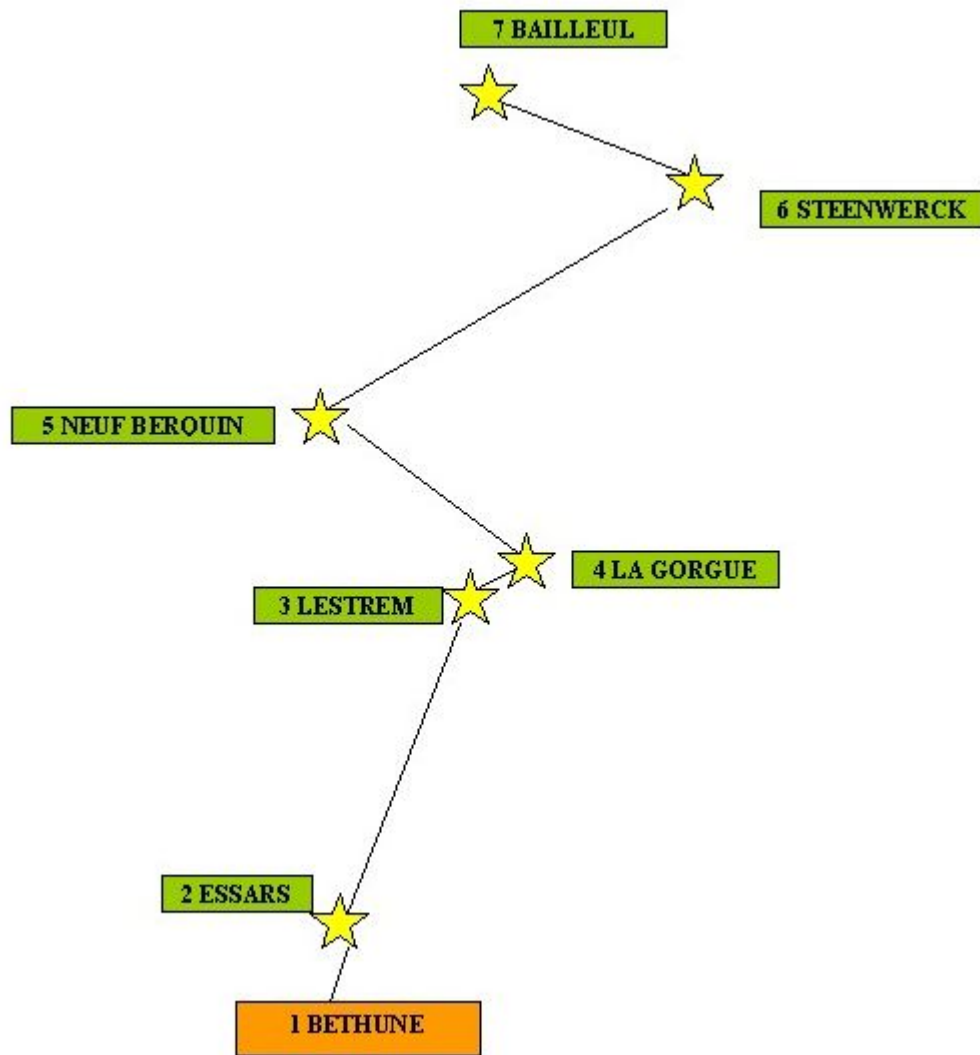 7 BAILLEUL
6 STEENWERCK
5 NEUF BERQUIN
4 LA GORGUE
3 LESTREM
2 ESSARS
1 BETHUNE